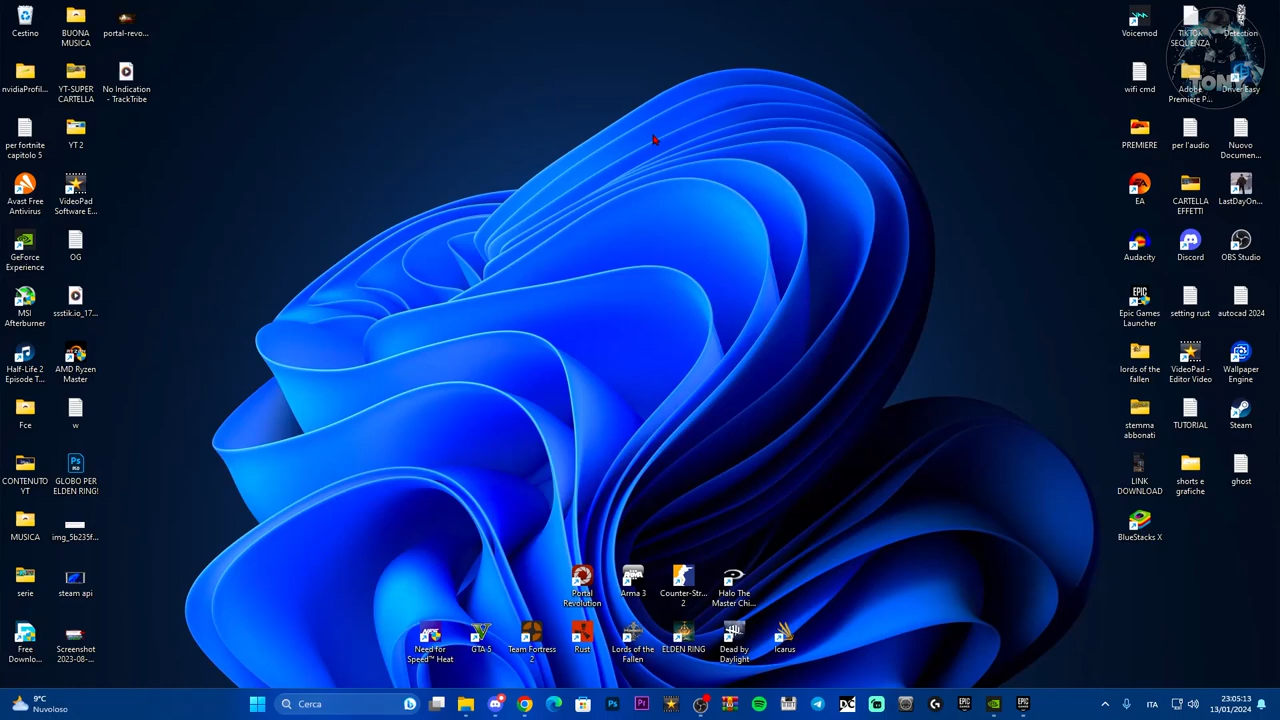 Cestino
BUONA
MUSICA
portal-revo...
nvidiaProfil...
YT-SUPER
CARTELLA
No Indication
- TrackTribe
per fortnite
capitolo 5
YT 2
Avast Free
Antivirus
VideoPad
Software E...
GeForce
Experience
OG
MSI
Afterburner
ssstik.io_17...
Half-Life 2
Episode T...
AMD Ryzen
Master
Fce
w
CONTENUTO
YT
GLOBO PER
ELDEN RING!
MUSICA
img_5b235f...
serie
steam api
Free
Downlo...
Screenshot
2023-08-...
Voicemod
TIKTOK
SEQUENZA
Detection
wifi cmd
Adobe
Premiere P...
Driver Easy
TONY
PREMIERE
per l'audio
Nuovo
Documen...
EA
CARTELLA
EFFETTI
LastDayOn...
Audacity
Discord
OBS Studio
Epic Games
Launcher
setting rust
autocad 2024
lords of the
fallen
VideoPad -
Editor Video
Wallpaper
Engine
stemma
abbonati
TUTORIAL
Steam
LINK
DOWNLOAD
shorts e
grafiche
ghost
BlueStacks X
Portal
Revolution
Arma 3
Counter-Str...
2
Halo The
Master Chi...
Need for
Speed™ Heat
GTA 5
Team Fortress
2
Rust
Lords of the
Fallen
ELDEN RING
Dead by
Daylight
Icarus
9°C
Nuvoloso
Cerca
ITA
23:05:13
13/01/2024